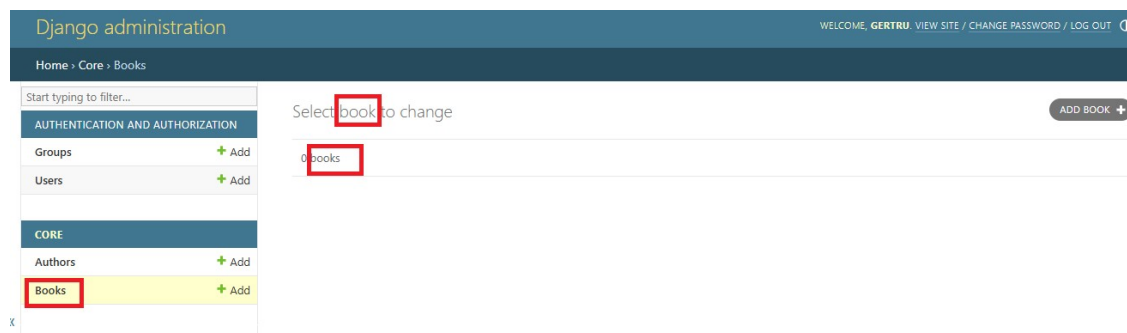 Django administration
WELCOME, GERTRU. VIEW SITE / CHANGE PASSWORD / LOG OUT
Home › Core › Books
Start typing to filter...
AUTHENTICATION AND AUTHORIZATION
Groups + Add
Users + Add
CORE
Authors + Add
Books + Add
Select book to change
ADD BOOK +
0 books